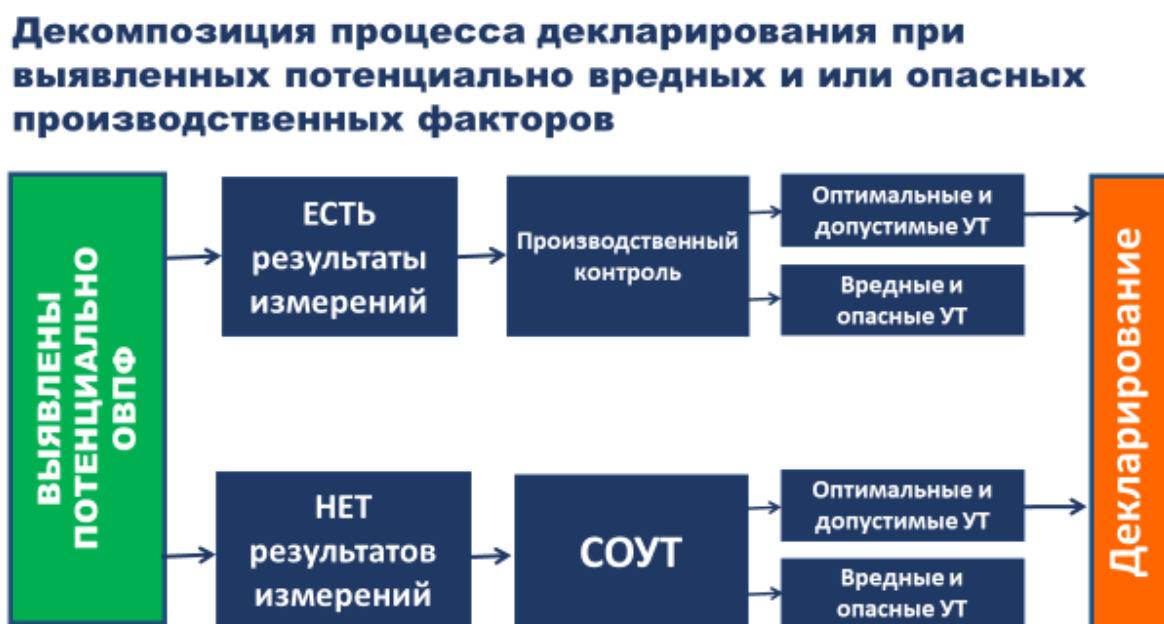 Декомпозиция процесса декларирования при
выявленных потенциально вредных и или опасных
производственных факторов
ВЫЯВЛЕНЫ
ПОТЕНЦИАЛЬНО
ОВПФ
ЕСТЬ
результаты
измерений
Производственный
контроль
Оптимальные и
допустимые УТ
Вредные и
опасные УТ
НЕТ
результатов
измерений
СОУТ
Оптимальные и
допустимые УТ
Вредные и
опасные УТ
Декларирование